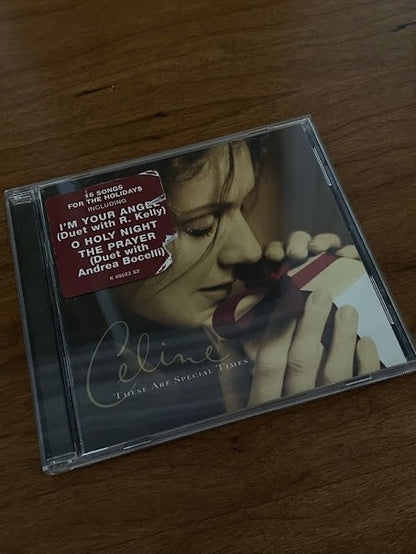 16 SONGS
FOR THE HOLIDAYS
INCLUDING
I'M YOUR ANGEL
(Duet with R. Kelly)
O HOLY NIGHT
THE PRAYER
(Duet with
Andrea Bocelli)
Celine
THESE ARE SPECIAL TIMES